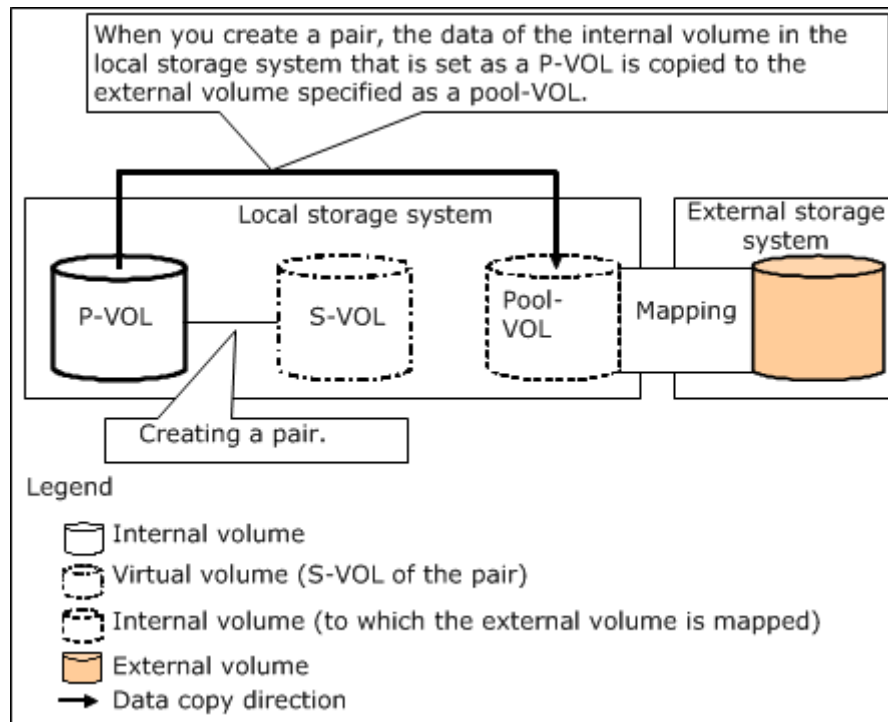 When you create a pair, the data of the internal volume in the
local storage system that is set as a P-VOL is copied to the
external volume specified as a pool-VOL.
Local storage system
External storage
system
P-VOL
S-VOL
Pool-
VOL
Mapping
Creating a pair.
Legend
Internal volume
Virtual volume (S-VOL of the pair)
Internal volume (to which the external volume is mapped)
External volume
Data copy direction